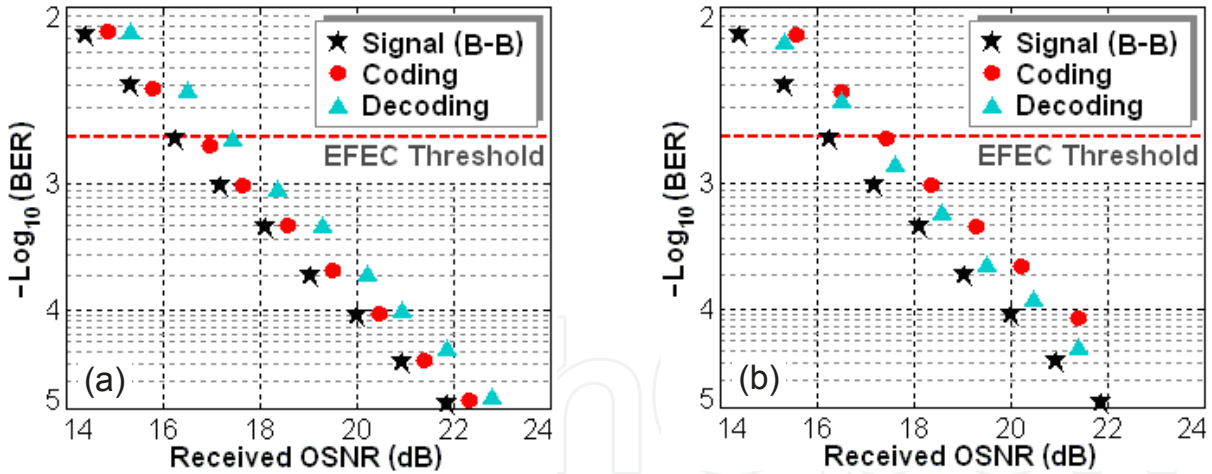 2
3
4
5
-Log10 (BER)
Signal (B-B)
Coding
Decoding
EFEC Threshold
(a)
14 16 18 20 22 24
Received OSNR (dB)
2
3
4
5
-Log10 (BER)
Signal (B-B)
Coding
Decoding
EFEC Threshold
(b)
14 16 18 20 22 24
Received OSNR (dB)